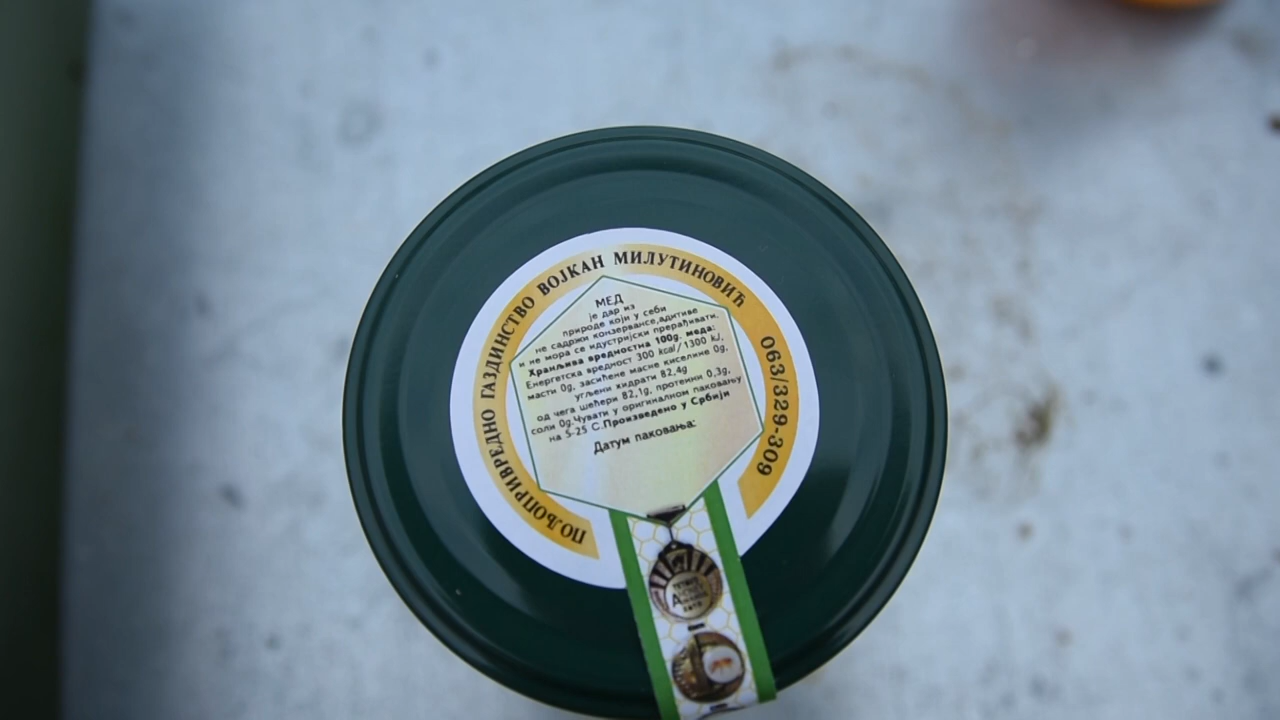 ПОЉОПРИВРЕДНО ГАЗДИНСТВО ВОЈКАН МИЛУТИНОВИЋ
063/329-309
МЕД
је дар из
природе који у себи
не садржи конзервансе,адитиве
и не мора се идустријски прерађивати.
Хранљива вредностна 100g. меда:
Енергетска вредност 300 kcal/1300 kJ,
масти 0g, засићене масне киселине 0g,
угљени хидрати 82,4g
од чега шећери 82,1g, протеини 0,3g,
соли 0g.Чувати у оригиналном паковању
на 5-25 С.Произведено у Србији
Датум паковања: